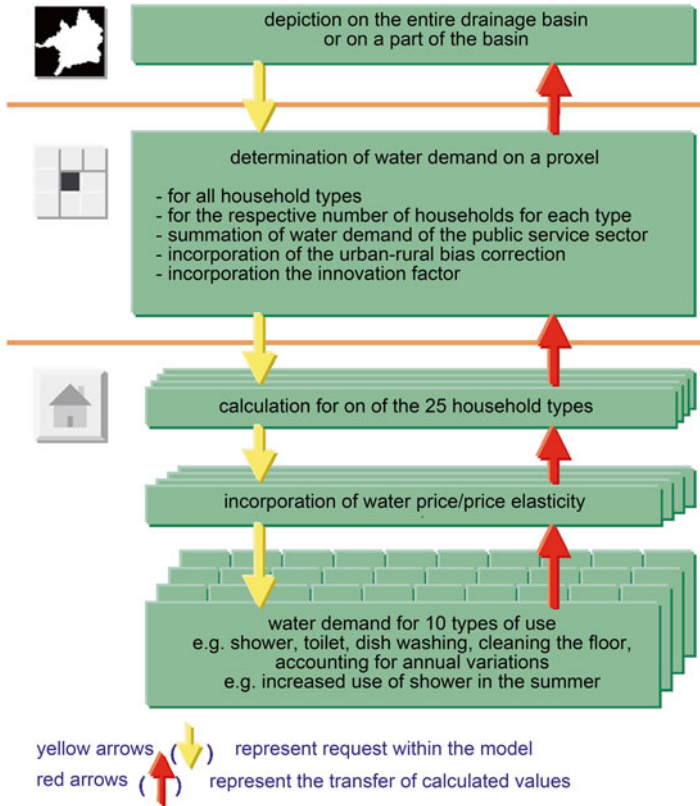 depiction on the entire drainage basin
or on a part of the basin
determination of water demand on a proxel
- for all household types
- for the respective number of households for each type
- summation of water demand of the public service sector
- incorporation of the urban-rural bias correction
- incorporation the innovation factor
calculation for on of the 25 household types
incorporation of water price/price elasticity
water demand for 10 types of use
e.g. shower, toilet, dish washing, cleaning the floor,
accounting for annual variations
e.g. increased use of shower in the summer
yellow arrows ( ) represent request within the model
red arrows ( ) represent the transfer of calculated values